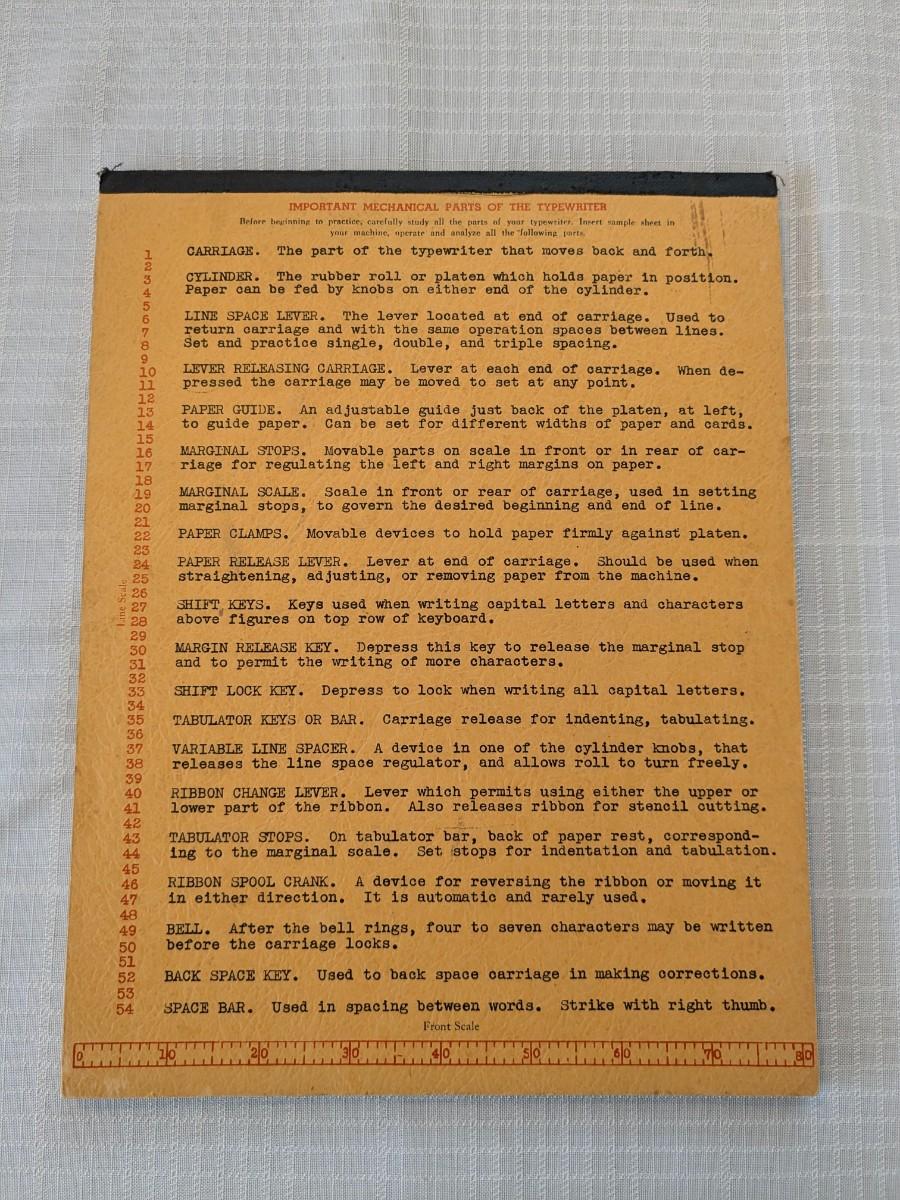 IMPORTANT MECHANICAL PARTS OF THE TYPEWRITER
Before beginning to practice, carefully study all the parts of your typewriter. Insert sample sheet in
your machine, operate and analyze all the following parts.
1 CARRIAGE. The part of the typewriter that moves back and forth.
2
3 CYLINDER. The rubber roll or platen which holds paper in position.
4 Paper can be fed by knobs on either end of the cylinder.
5
6 LINE SPACE LEVER. The lever located at end of carriage. Used to
7 return carriage and with the same operation spaces between lines.
8 Set and practice single, double, and triple spacing.
9
10 LEVER RELEASING CARRIAGE. Lever at each end of carriage. When de-
11 pressed the carriage may be moved to set at any point.
12
13 PAPER GUIDE. An adjustable guide just back of the platen, at left,
14 to guide paper. Can be set for different widths of paper and cards.
15
16 MARGINAL STOPS. Movable parts on scale in front or in rear of car-
17 riage for regulating the left and right margins on paper.
18
19 MARGINAL SCALE. Scale in front or rear of carriage, used in setting
20 marginal stops, to govern the desired beginning and end of line.
21
22 PAPER CLAMPS. Movable devices to hold paper firmly against platen.
23
24 PAPER RELEASE LEVER. Lever at end of carriage. Should be used when
25 straightening, adjusting, or removing paper from the machine.
26
27 SHIFT KEYS. Keys used when writing capital letters and characters
28 above figures on top row of keyboard.
29
30 MARGIN RELEASE KEY. Depress this key to release the marginal stop
31 and to permit the writing of more characters.
32
33 SHIFT LOCK KEY. Depress to lock when writing all capital letters.
34
35 TABULATOR KEYS OR BAR. Carriage release for indenting, tabulating.
36
37 VARIABLE LINE SPACER. A device in one of the cylinder knobs, that
38 releases the line space regulator, and allows roll to turn freely.
39
40 RIBBON CHANGE LEVER. Lever which permits using either the upper or
41 lower part of the ribbon. Also releases ribbon for stencil cutting.
42
43 TABULATOR STOPS. On tabulator bar, back of paper rest, correspond-
44 ing to the marginal scale. Set stops for indentation and tabulation.
45
46 RIBBON SPOOL CRANK. A device for reversing the ribbon or moving it
47 in either direction. It is automatic and rarely used.
48
49 BELL. After the bell rings, four to seven characters may be written
50 before the carriage locks.
51
52 BACK SPACE KEY. Used to back space carriage in making corrections.
53
54 SPACE BAR. Used in spacing between words. Strike with right thumb.
Line Scale
Front Scale
0 10 20 30 40 50 60 70 80